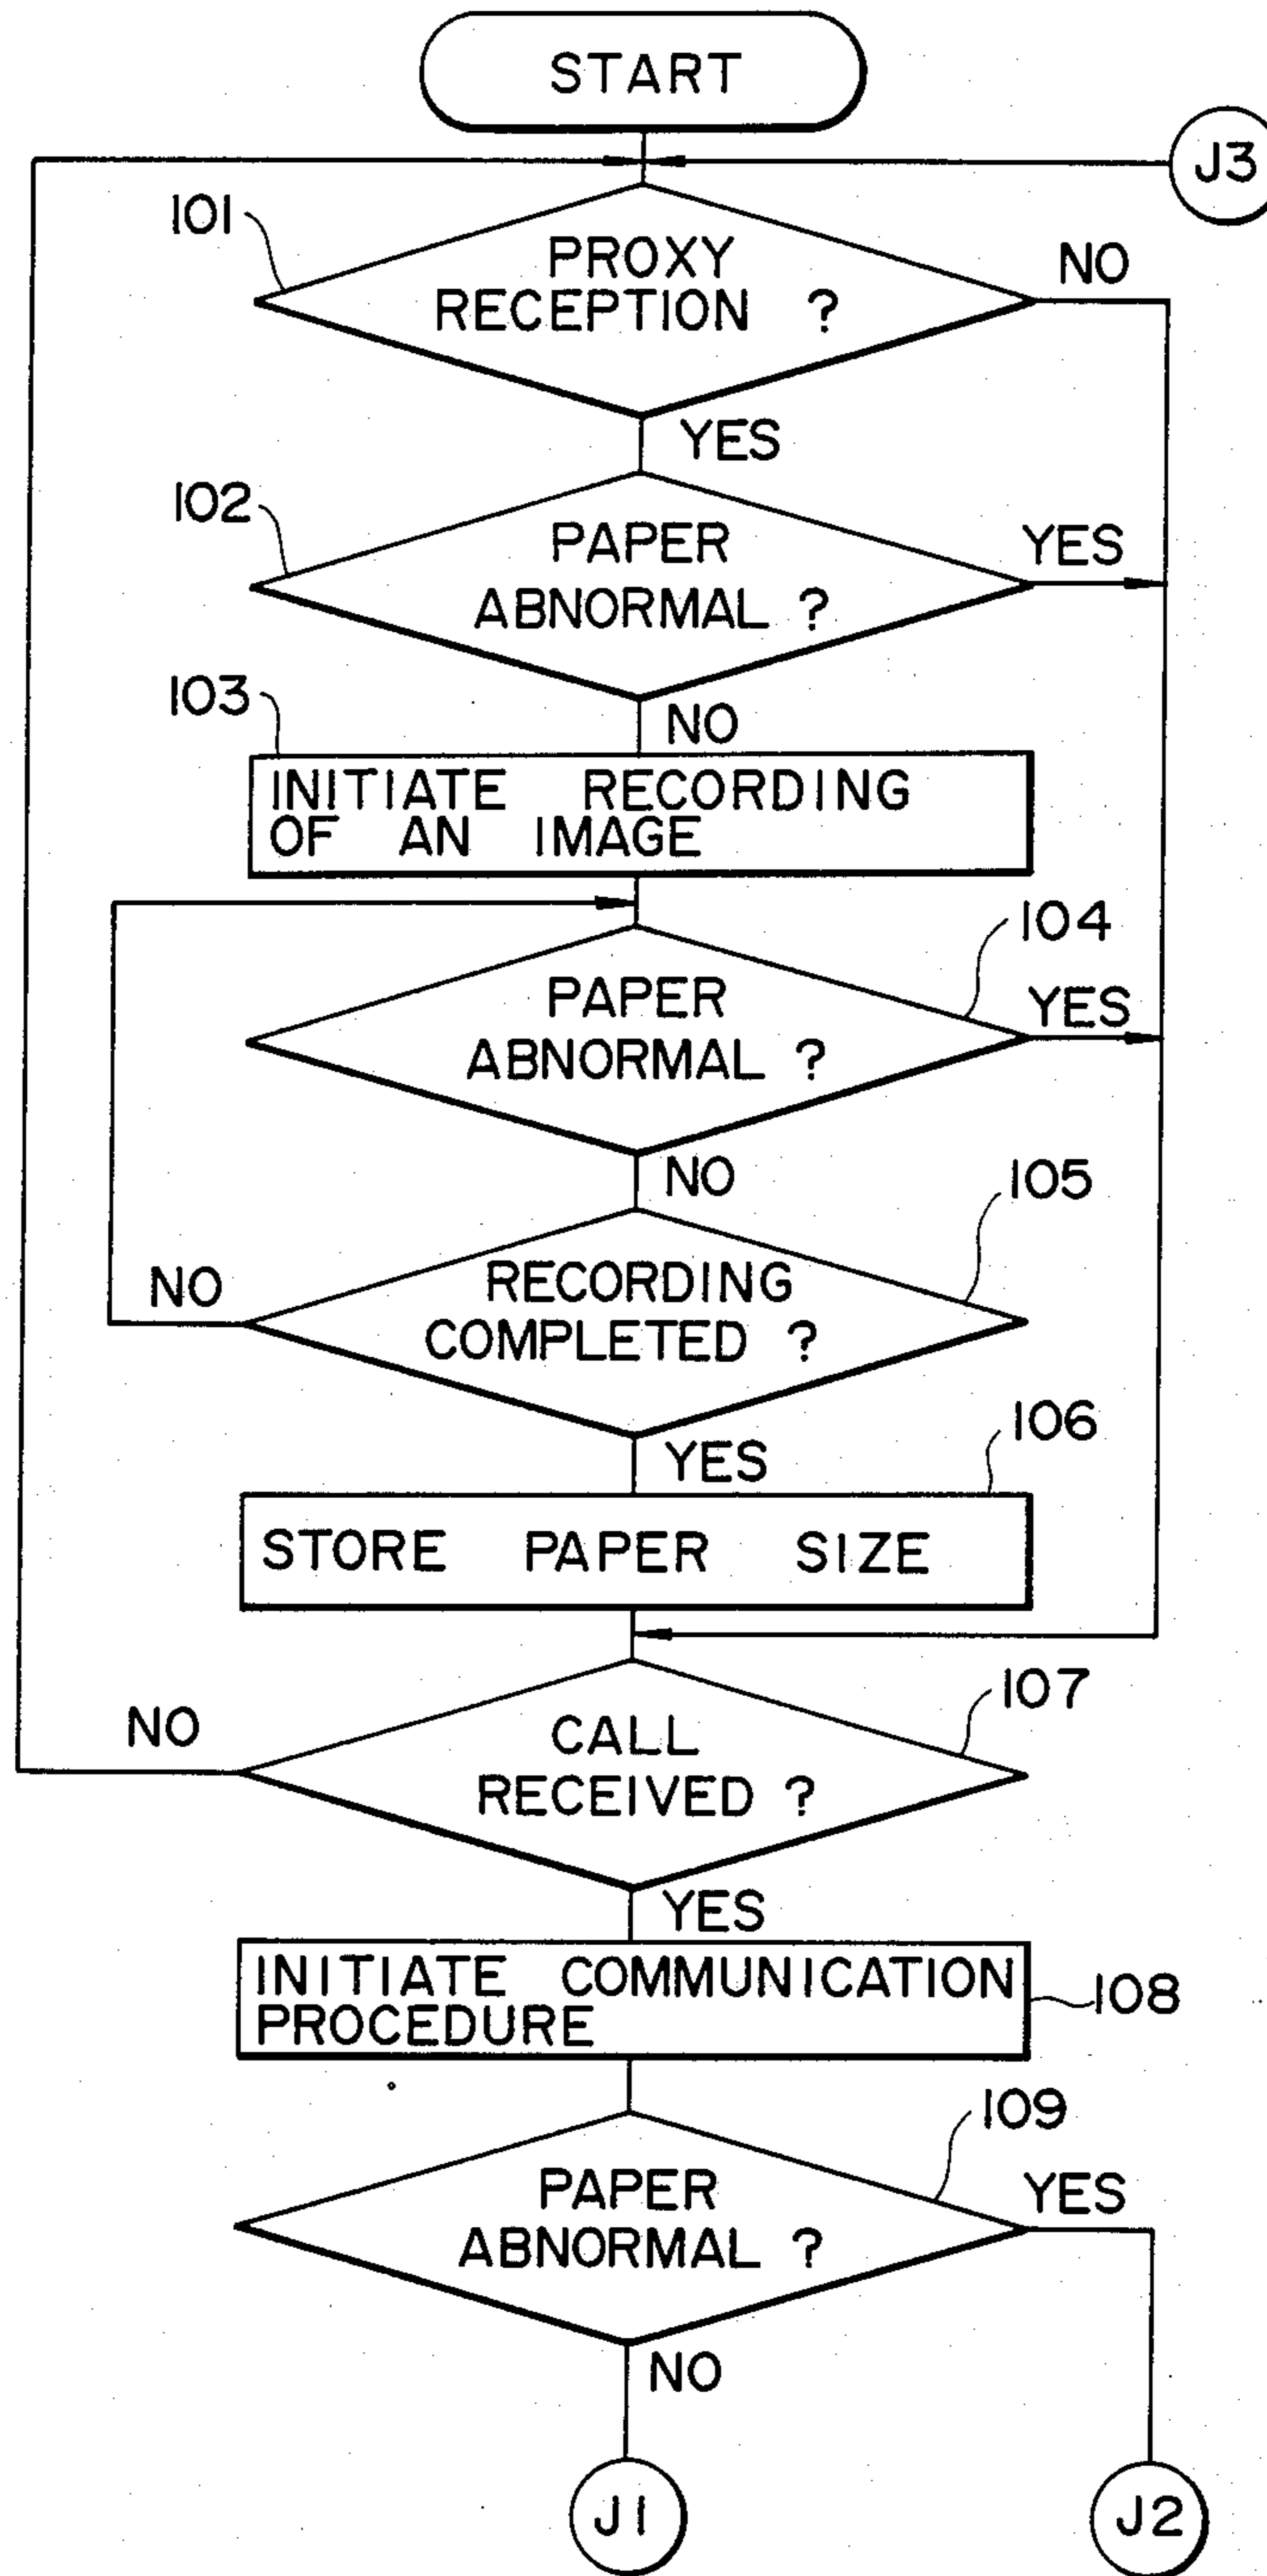 START
J3
101
PROXY
RECEPTION ?
NO
YES
102
PAPER
ABNORMAL ?
YES
NO
103
INITIATE RECORDING
OF AN IMAGE
104
PAPER
ABNORMAL ?
YES
NO
105
RECORDING
COMPLETED ?
NO
YES
106
STORE PAPER SIZE
107
CALL
RECEIVED ?
NO
YES
INITIATE COMMUNICATION
PROCEDURE
108
109
PAPER
ABNORMAL ?
YES
NO
J1
J2